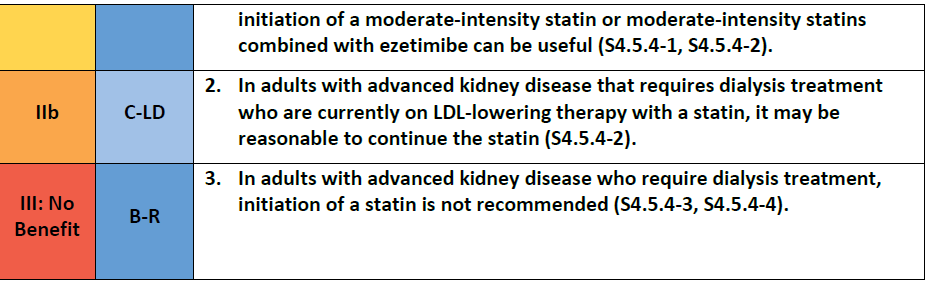 initiation of a moderate-intensity statin or moderate-intensity statins
combined with ezetimibe can be useful (S4.5.4-1, S4.5.4-2).
IIb
C-LD
2. In adults with advanced kidney disease that requires dialysis treatment
who are currently on LDL-lowering therapy with a statin, it may be
reasonable to continue the statin (S4.5.4-2).
III: No
Benefit
B-R
3. In adults with advanced kidney disease who require dialysis treatment,
initiation of a statin is not recommended (S4.5.4-3, S4.5.4-4).